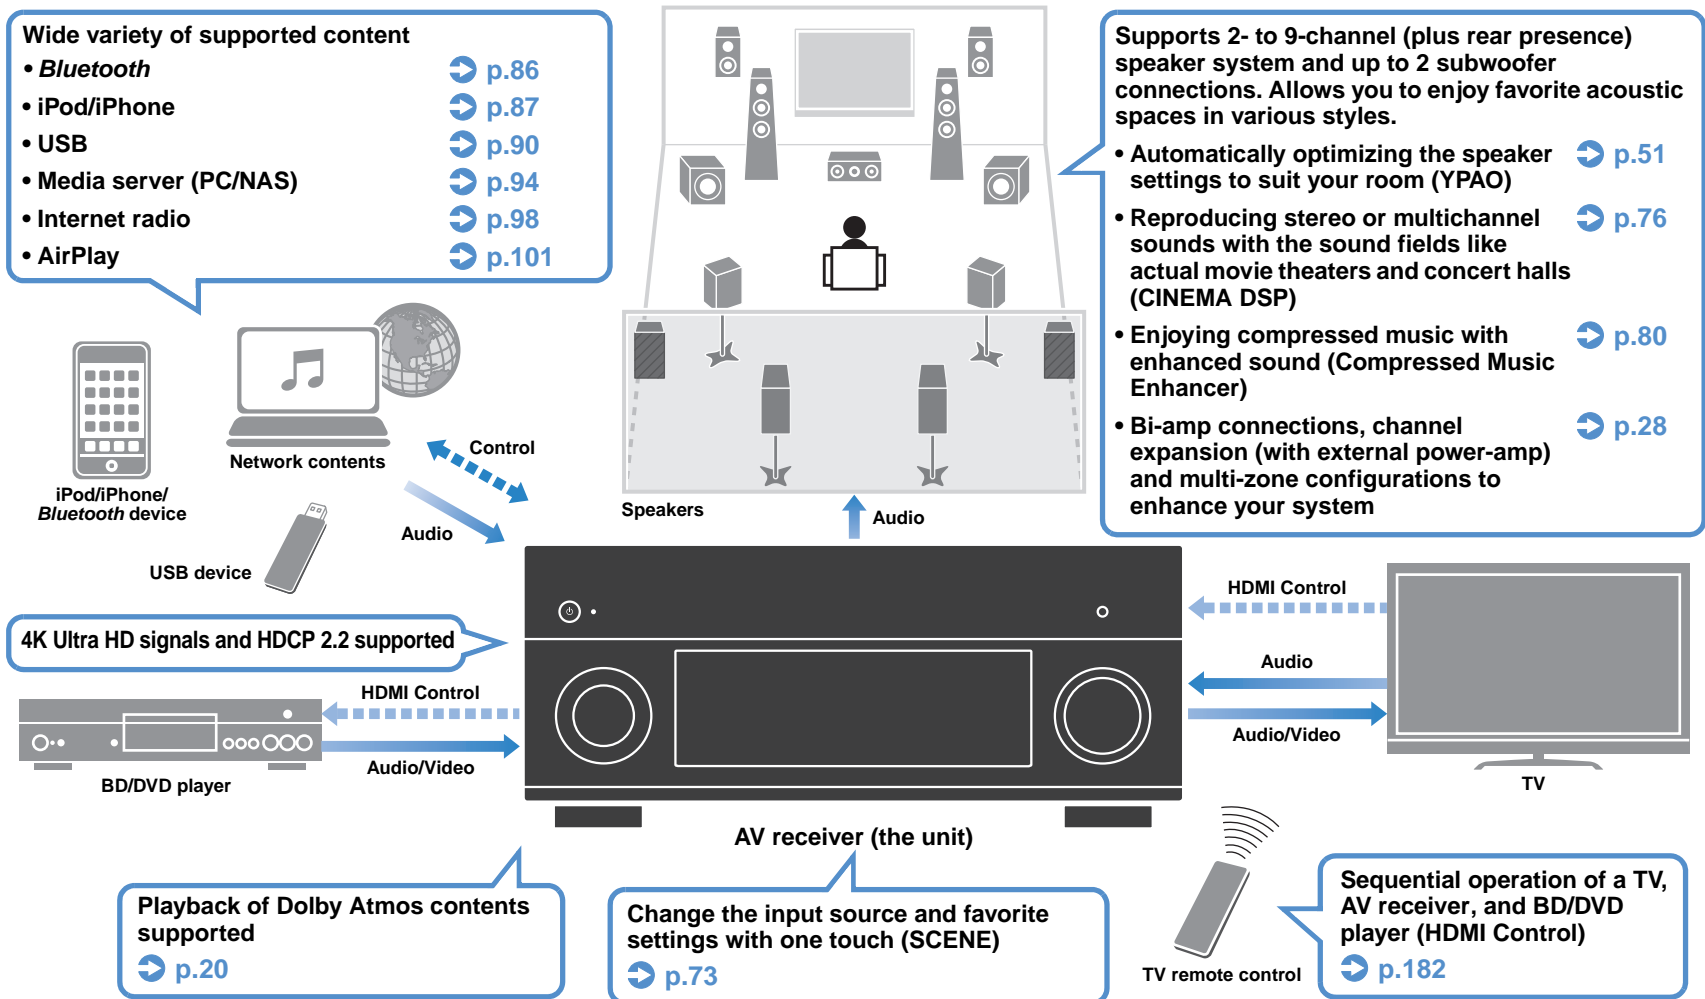 Wide variety of supported content
• Bluetooth p.86
• iPod/iPhone p.87
• USB p.90
• Media server (PC/NAS) p.94
• Internet radio p.98
• AirPlay p.101
Supports 2- to 9-channel (plus rear presence)
speaker system and up to 2 subwoofer
connections. Allows you to enjoy favorite acoustic
spaces in various styles.
• Automatically optimizing the speaker p.51
settings to suit your room (YPAO)
• Reproducing stereo or multichannel p.76
sounds with the sound fields like
actual movie theaters and concert halls
(CINEMA DSP)
• Enjoying compressed music with p.80
enhanced sound (Compressed Music
Enhancer)
• Bi-amp connections, channel p.28
expansion (with external power-amp)
and multi-zone configurations to
enhance your system
iPod/iPhone/
Bluetooth device
Network contents
Control
Audio
USB device
Speakers
Audio
4K Ultra HD signals and HDCP 2.2 supported
HDMI Control
Audio/Video
BD/DVD player
HDMI Control
Audio
Audio/Video
TV
AV receiver (the unit)
Playback of Dolby Atmos contents
supported
p.20
Change the input source and favorite
settings with one touch (SCENE)
p.73
TV remote control
Sequential operation of a TV,
AV receiver, and BD/DVD
player (HDMI Control)
p.182